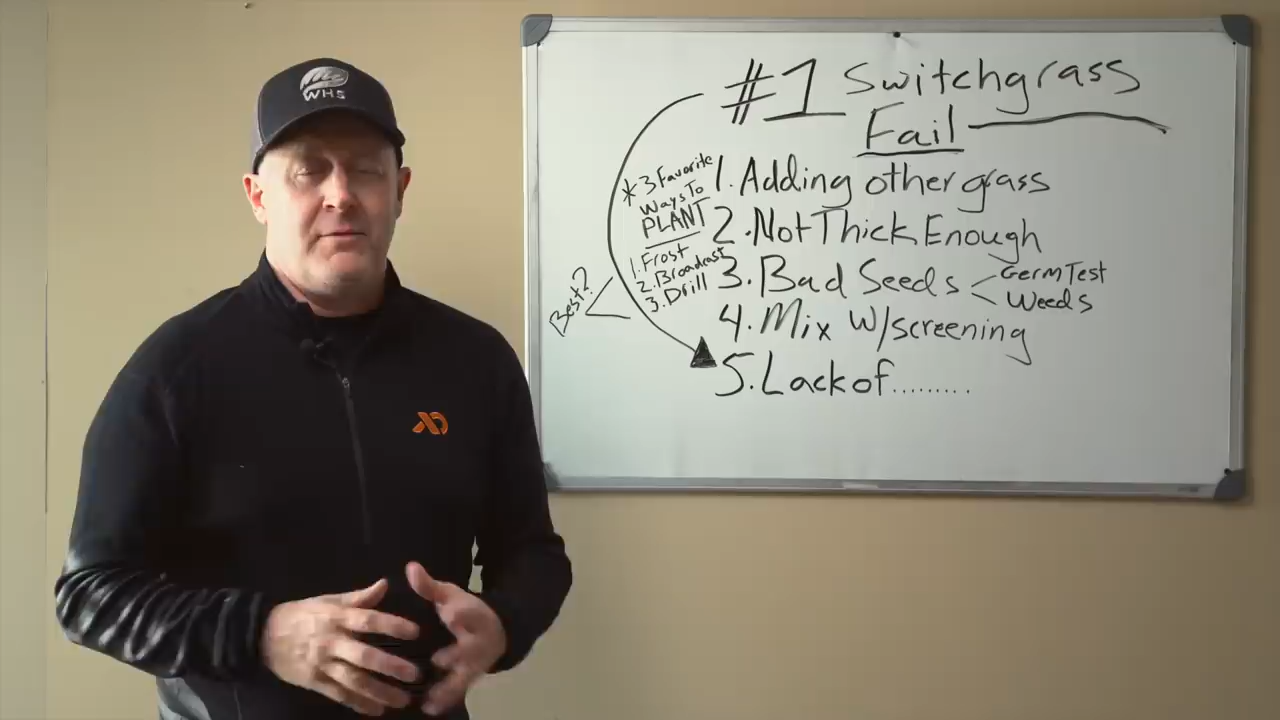 WHS
#1 Switchgrass
Fail
1. Adding other grass
2. Not Thick Enough
3. Bad Seeds
Germ Test
Weeds
4. Mix W/screening
5. Lack of.........
* 3 Favorite
Ways To
PLANT
1. Frost
2. Broadcast
3. Drill
Best?